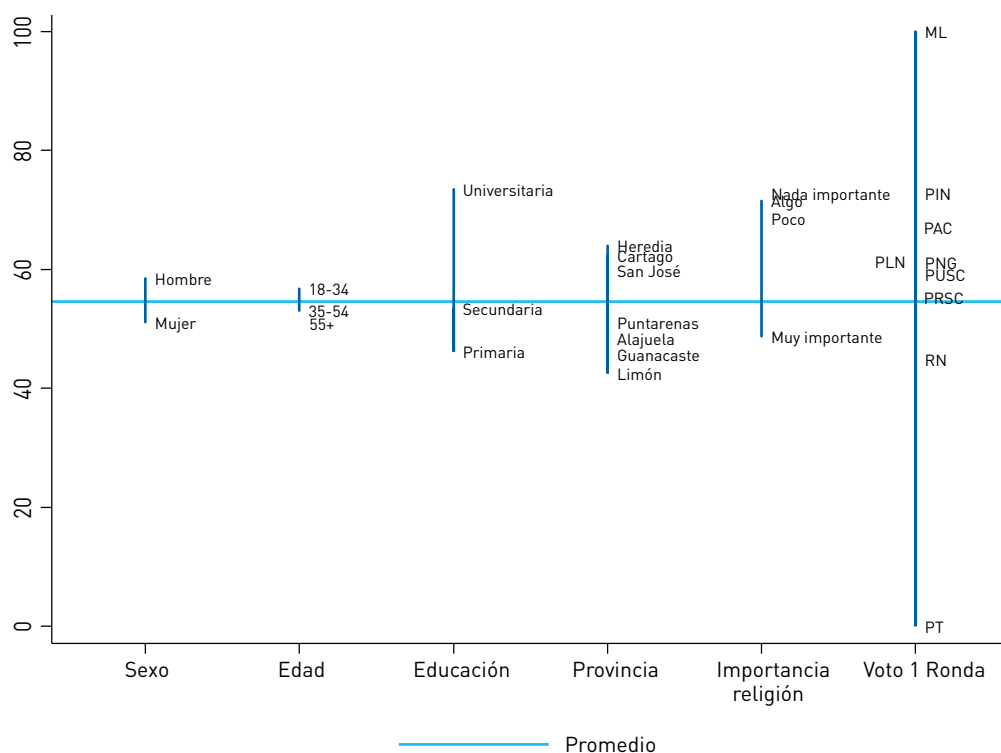 100
80
60
40
20
0
Hombre
Mujer
18-34
35-54
55+
Universitaria
Secundaria
Primaria
Heredia
Cartago
San José
Puntarenas
Alajuela
Guanacaste
Limón
Nada importante
Algo
Poco
Muy importante
ML
PIN
PAC
PLN
PNG
PUSC
PRSC
RN
PT
Sexo
Edad
Educación
Provincia
Importancia
religión
Voto 1 Ronda
Promedio